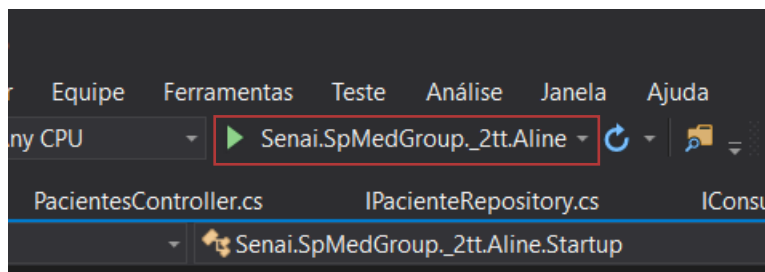 Equipe Ferramentas Teste Análise Janela Ajuda
ny CPU Senai.SpMedGroup._2tt.Aline
PacientesController.cs IPacienteRepository.cs IConsu
Senai.SpMedGroup._2tt.Aline.Startup